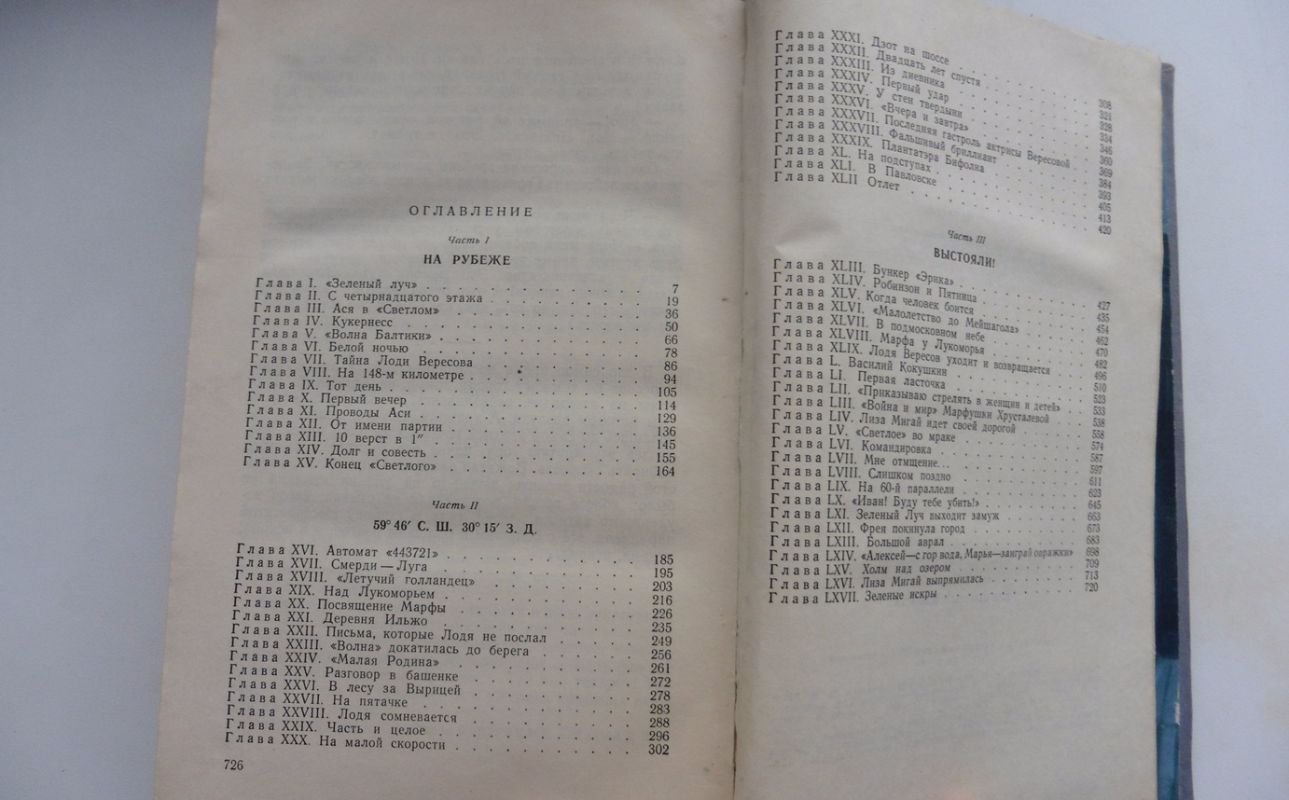 ОГЛАВЛЕНИЕ
Часть I
НА РУБЕЖЕ
Глава I. «Зеленый луч» 7
Глава II. С четырнадцатого этажа 19
Глава III. Ася в «Светлом» 36
Глава IV. Кукернесс 50
Глава V. «Волна Балтики» 66
Глава VI. Белой ночью 78
Глава VII. Тайна Лоди Вересова 86
Глава VIII. На 148-м километре 94
Глава IX. Тот день 105
Глава X. Первый вечер 114
Глава XI. Проводы Аси 129
Глава XII. От имени партии 136
Глава XIII. 10 верст в 1″ 145
Глава XIV. Долг и совесть 155
Глава XV. Конец «Светлого» 164
Часть II
59° 46′ С. Ш. 30° 15′ З. Д.
Глава XVI. Автомат «443721» 185
Глава XVII. Смерди — Луга 195
Глава XVIII. «Летучий голландец» 203
Глава XIX. Над Лукоморьем 216
Глава XX. Посвящение Марфы 226
Глава XXI. Деревня Ильжо 235
Глава XXII. Письма, которые Лодя не послал 249
Глава XXIII. «Волна» докатилась до берега 256
Глава XXIV. «Малая Родина» 261
Глава XXV. Разговор в башенке 272
Глава XXVI. В лесу за Вырицей 278
Глава XXVII. На пятачке 283
Глава XXVIII. Лодя сомневается 288
Глава XXIX. Часть и целое 296
Глава XXX. На малой скорости 302
726
Глава XXXI. Дзот на шоссе 308
Глава XXXII. Двадцать лет спустя 321
Глава XXXIII. Из дневника 328
Глава XXXIV. Первый удар 334
Глава XXXV. У стен твердыни 346
Глава XXXVI. «Вчера и завтра» 360
Глава XXXVII. Последняя гастроль актрисы Вересовой 369
Глава XXXVIII. Фальшивый бриллиант 384
Глава XXXIX. Плантатэра Бифолиа 393
Глава XL. На подступах 405
Глава XLI. В Павловске 413
Глава XLII Отлет 420
Часть III
ВЫСТОЯЛИ!
Глава XLIII. Бункер «Эрика» 427
Глава XLIV. Робинзон и Пятница 435
Глава XLV. Когда человек боится 454
Глава XLVI. «Малолетство до Мейшагола» 462
Глава XLVII. В подмосковном небе 470
Глава XLVIII. Марфа у Лукоморья 482
Глава XLIX. Лодя Вересов уходит и возвращается 496
Глава L. Василий Кокушкин 510
Глава LI. Первая ласточка 523
Глава LII. «Приказываю стрелять в женщин и детей» 533
Глава LIII. «Война и мир» Марфушки Хрусталевой 538
Глава LIV. Лиза Мигай идет своей дорогой 558
Глава LV. «Светлое» во мраке 574
Глава LVI. Командировка 587
Глава LVII. Мне отмщение... 597
Глава LVIII. Слишком поздно 611
Глава LIX. На 60-й параллели 623
Глава LX. «Иван! Буду тебе убить!» 645
Глава LXI. Зеленый Луч выходит замуж 663
Глава LXII. Фрея покинула город 673
Глава LXIII. Большой аврал 683
Глава LXIV. «Алексей—с гор вода, Марья—заиграй овражки» 698
Глава LXV. Холм над озером 709
Глава LXVI. Лиза Мигай выпрямилась 713
Глава LXVII. Зеленые искры 720